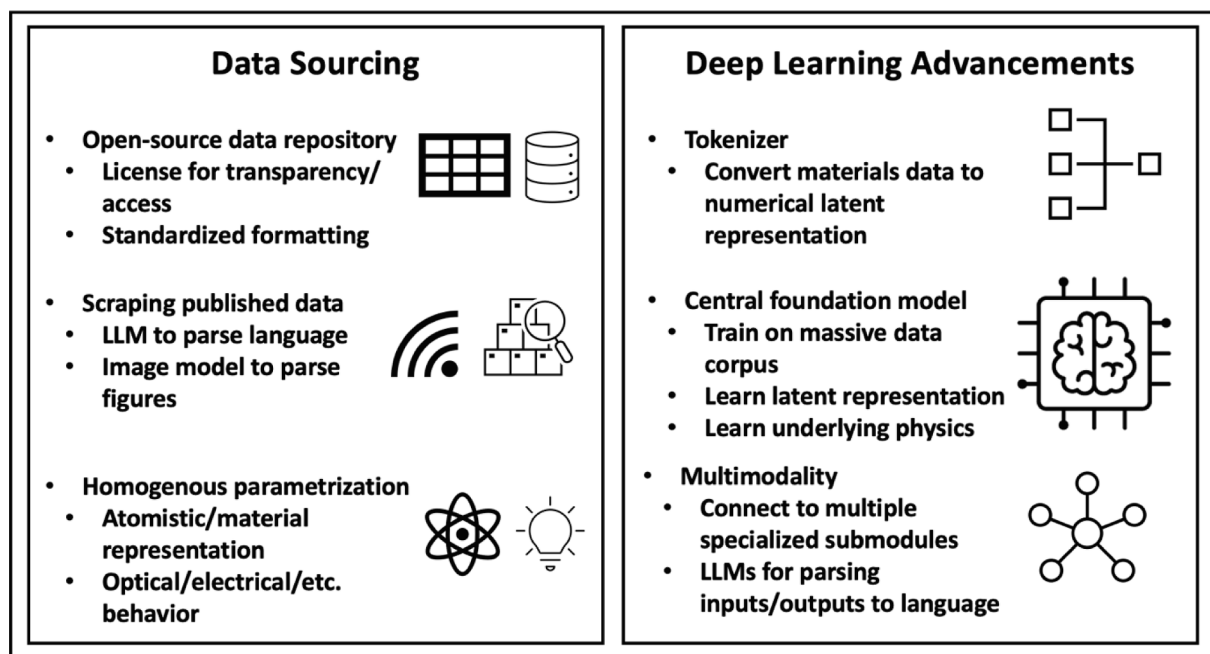 Data Sourcing
• Open-source data repository
• License for transparency/
access
• Standardized formatting
• Scraping published data
• LLM to parse language
• Image model to parse
figures
• Homogenous parametrization
• Atomistic/material
representation
• Optical/electrical/etc.
behavior
Deep Learning Advancements
• Tokenizer
• Convert materials data to
numerical latent
representation
• Central foundation model
• Train on massive data
corpus
• Learn latent representation
• Learn underlying physics
• Multimodality
• Connect to multiple
specialized submodules
• LLMs for parsing
inputs/outputs to language